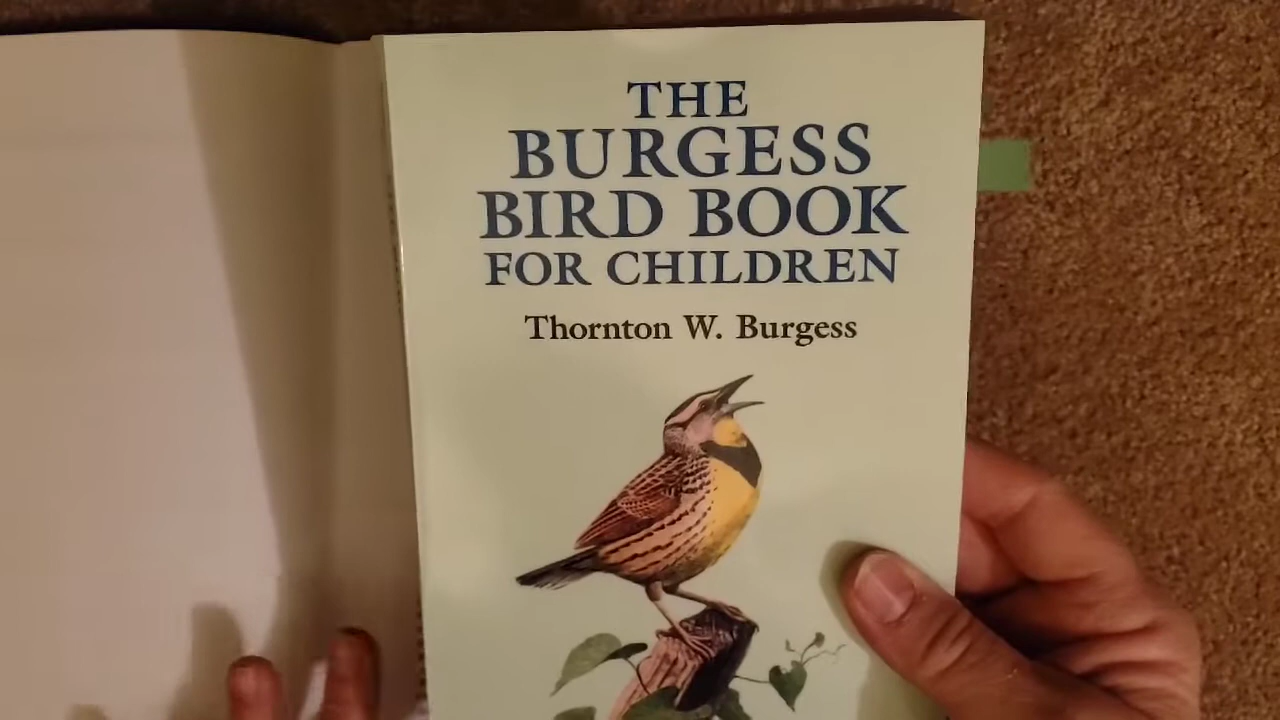 THE
BURGESS
BIRD BOOK
FOR CHILDREN
Thornton W. Burgess